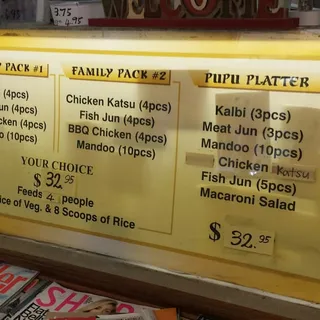 3.75
4.95
WELCOME
PACK #1
(4pcs)
un (4pcs)
cken (4pcs)
o (10pcs)
FAMILY PACK #2
Chicken Katsu (4pcs)
Fish Jun (4pcs)
BBQ Chicken (4pcs)
Mandoo (10pcs)
YOUR CHOICE
$ 32.95
Feeds 4 people
ice of Veg. & 8 Scoops of Rice
PUPU PLATTER
Kalbi (3pcs)
Meat Jun (3pcs)
Mandoo (10pcs)
Chicken Katsu
Fish Jun (5pcs)
Macaroni Salad
$ 32.95